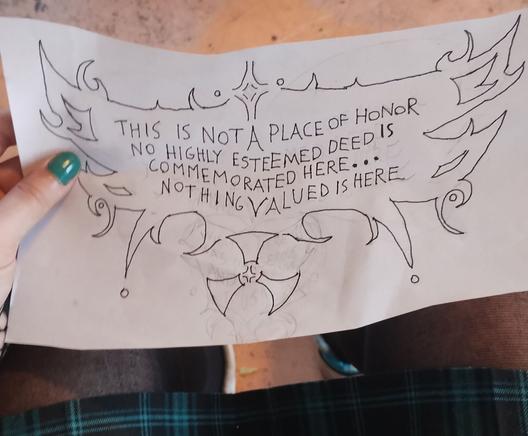 THIS IS NOT A PLACE OF HONOR
NO HIGHLY ESTEEMED DEED IS
COMMEMORATED HERE...
NOTHING VALUED IS HERE